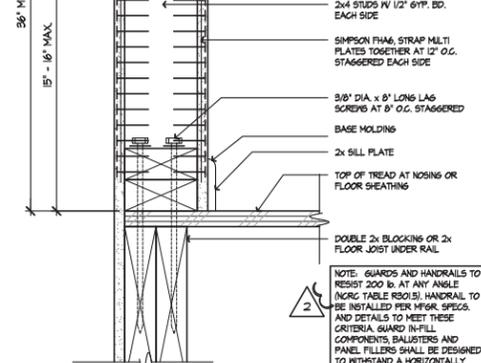 2x4 STUDS W/ 1/2" GYP. BD.
EACH SIDE
SIMPSON FHA6, STRAP MULTI
PLATES TOGETHER AT 12" O.C.
STAGGERED EACH SIDE
36" M
15" - 16" MAX.
3/8" DIA. x 8" LONG LAG
SCREWS AT 8" O.C. STAGGERED
BASE MOLDING
2x SILL PLATE
TOP OF TREAD AT NOSING OR
FLOOR SHEATHING
DOUBLE 2x BLOCKING OR 2x
FLOOR JOIST UNDER RAIL
2
NOTE: GUARDS AND HANDRAILS TO
RESIST 200 lb. AT ANY ANGLE
(NCRC TABLE R301.5). HANDRAIL TO
BE INSTALLED PER MFGR. SPECS.
AND DETAILS TO MEET THESE
CRITERIA. GUARD IN-FILL
COMPONENTS, BALUSTERS AND
PANEL FILLERS SHALL BE DESIGNED
TO WITHSTAND A HORIZONTALLY